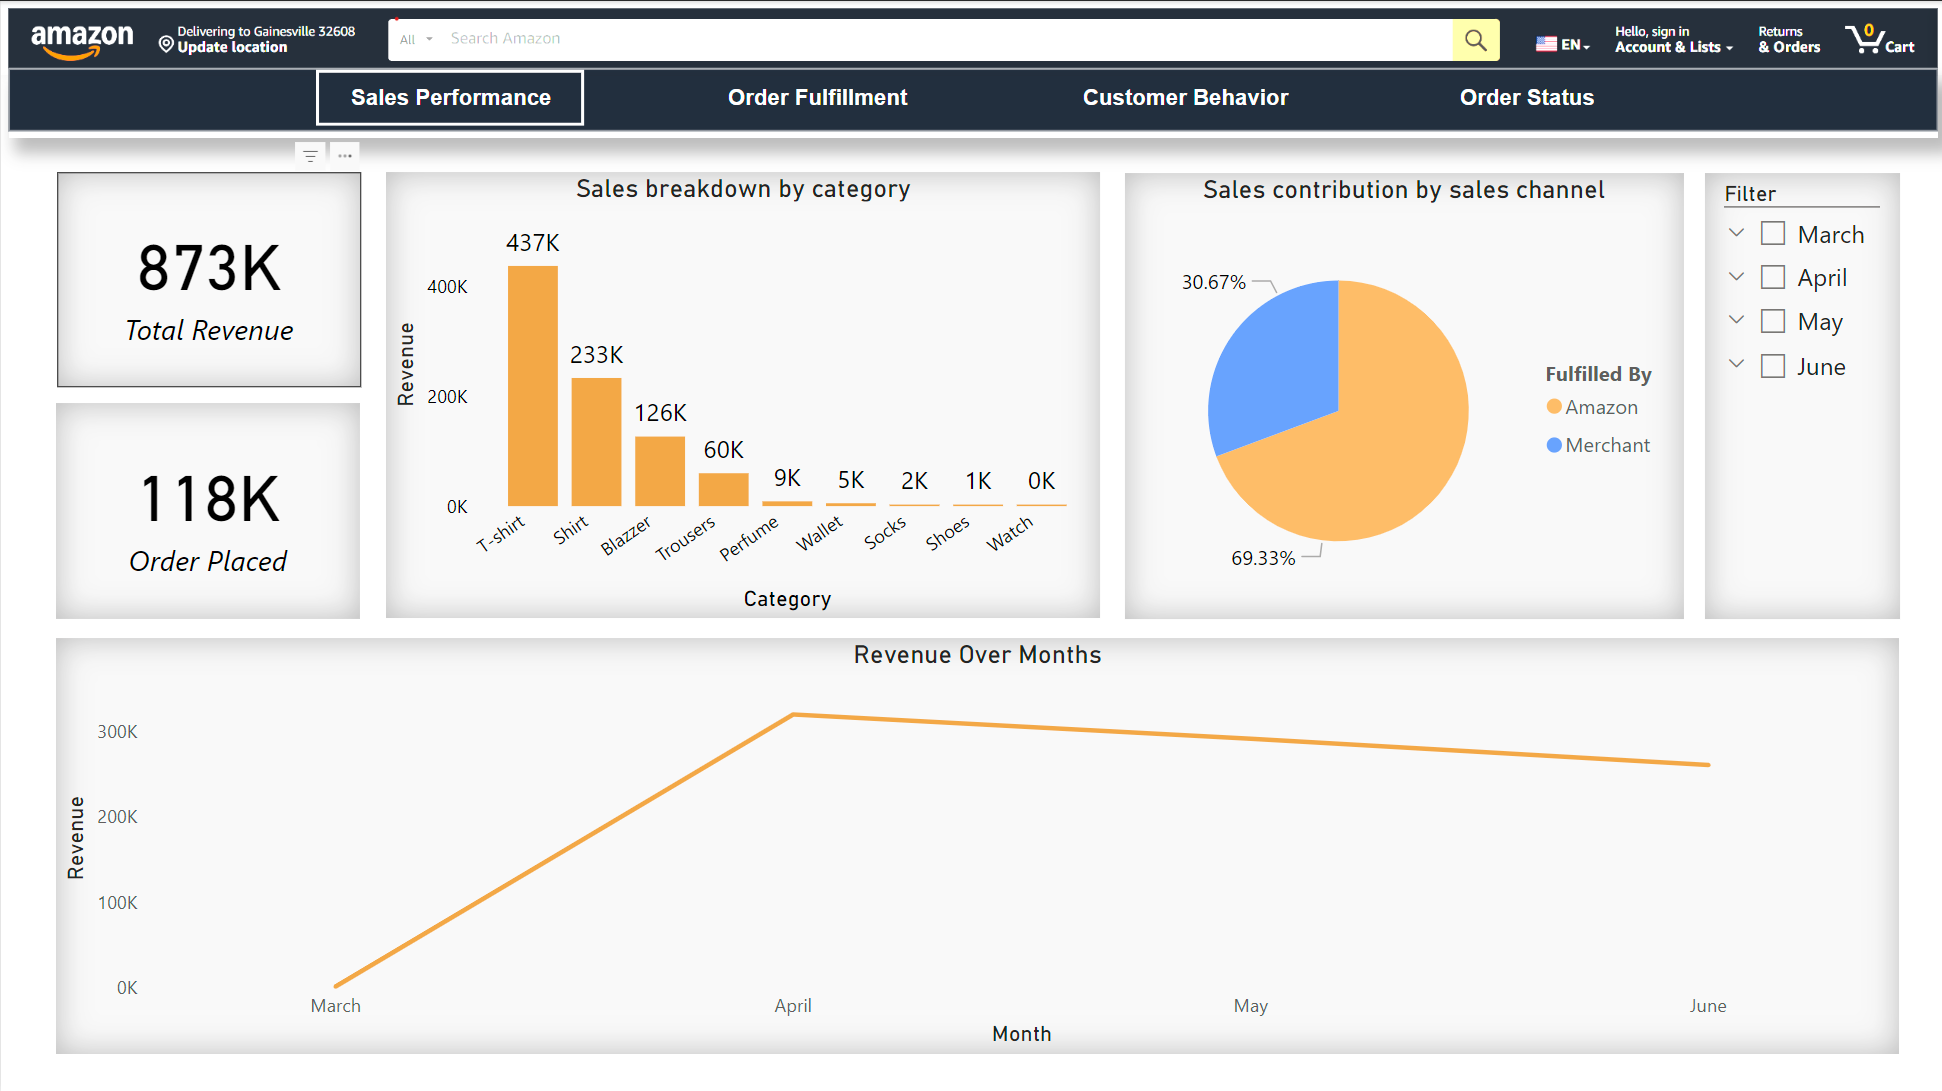 amazon
Delivering to Gainesville 32608
Update location
All
Search Amazon
EN
Hello, sign in
Account & Lists
Returns
& Orders
0
Cart
Sales Performance
Order Fulfillment
Customer Behavior
Order Status
873K
Total Revenue
118K
Order Placed
Sales breakdown by category
Revenue
400K
200K
0K
437K
233K
126K
60K
9K
5K
2K
1K
0K
T-shirt
Shirt
Blazzer
Trousers
Perfume
Wallet
Socks
Shoes
Watch
Category
Sales contribution by sales channel
30.67%
69.33%
Fulfilled By
Amazon
Merchant
Filter
March
April
May
June
Revenue Over Months
Revenue
300K
200K
100K
0K
March
April
May
June
Month